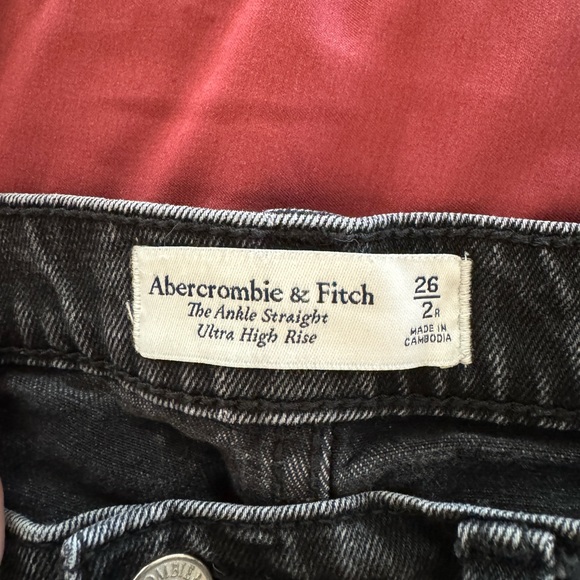 Abercrombie & Fitch
The Ankle Straight
Ultra High Rise
26
2R
MADE IN
CAMBODIA